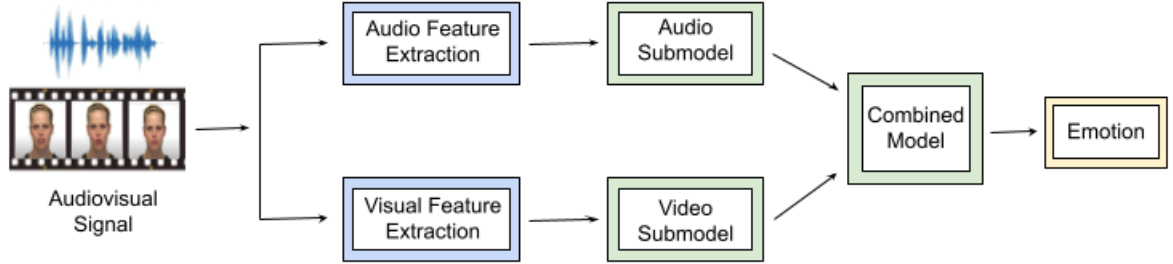 Audio Feature
Extraction
Audio
Submodel
Combined
Model
Emotion
Audiovisual
Signal
Visual Feature
Extraction
Video
Submodel